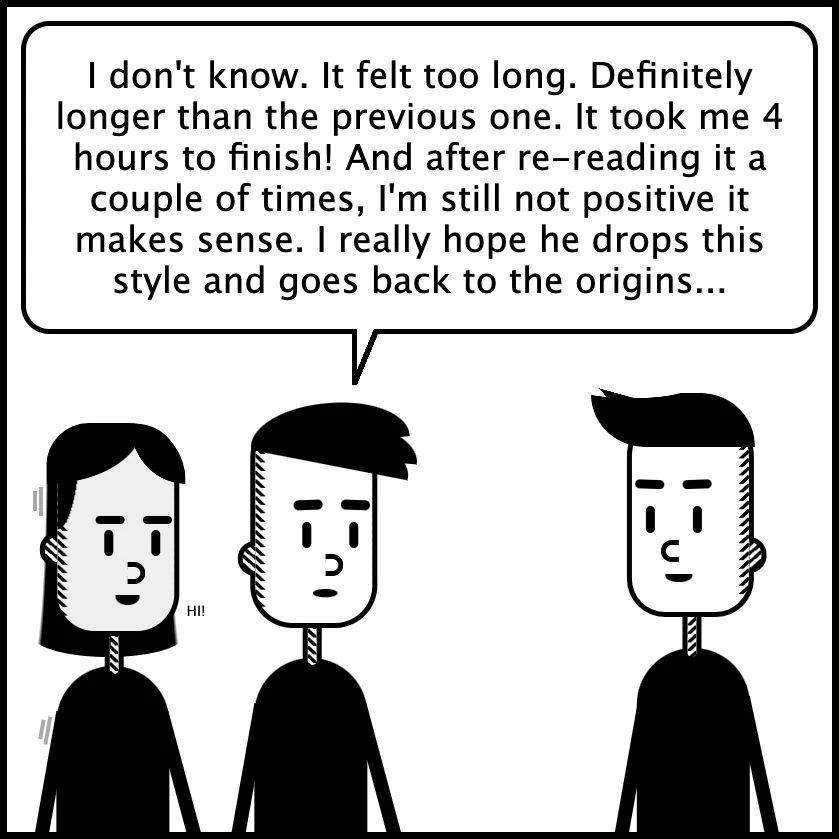 I don't know. It felt too long. Definitely
longer than the previous one. It took me 4
hours to finish! And after re-reading it a
couple of times, I'm still not positive it
makes sense. I really hope he drops this
style and goes back to the origins...
HI!